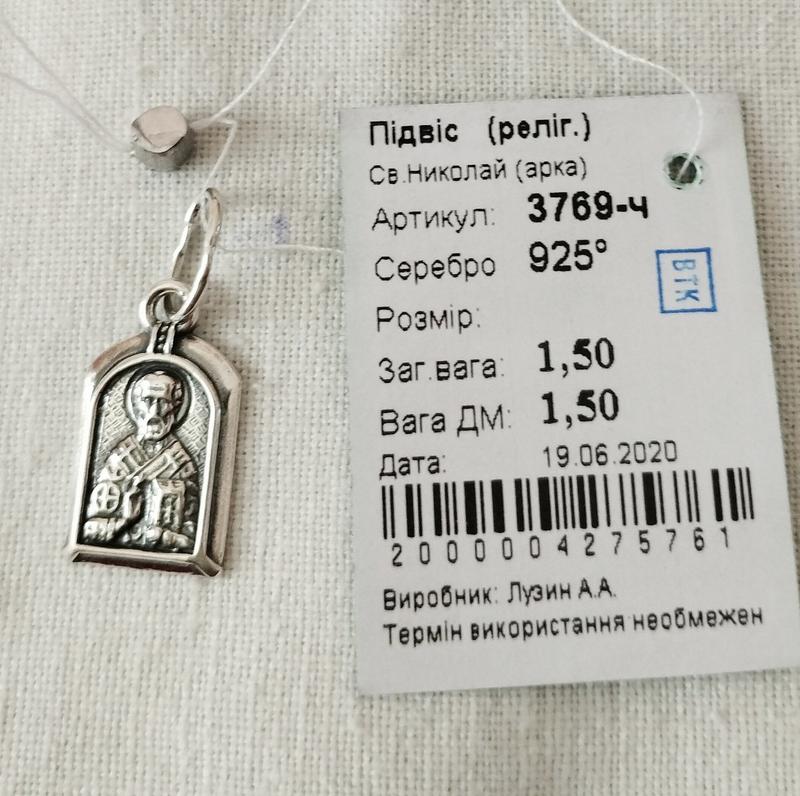 Підвіс (реліг.)
Св.Николай (арка)
Артикул: 3769-ч
Серебро 925°
ВТК
Розмір:
Заг.вага: 1,50
Вага ДМ: 1,50
Дата: 19.06.2020
2000004275761
Виробник: Лузин А.А.
Термін використання необмежен